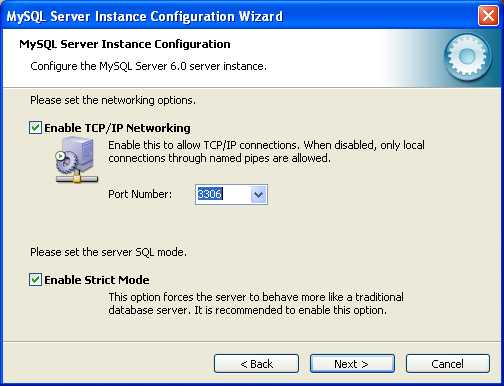 MySQL Server Instance Configuration Wizard
MySQL Server Instance Configuration
Configure the MySQL Server 6.0 server instance.
Please set the networking options.
Enable TCP/IP Networking
Enable this to allow TCP/IP connections. When disabled, only local
connections through named pipes are allowed.
Port Number: 3306
Please set the server SQL mode.
Enable Strict Mode
This option forces the server to behave more like a traditional
database server. It is recommended to enable this option.
< Back Next > Cancel